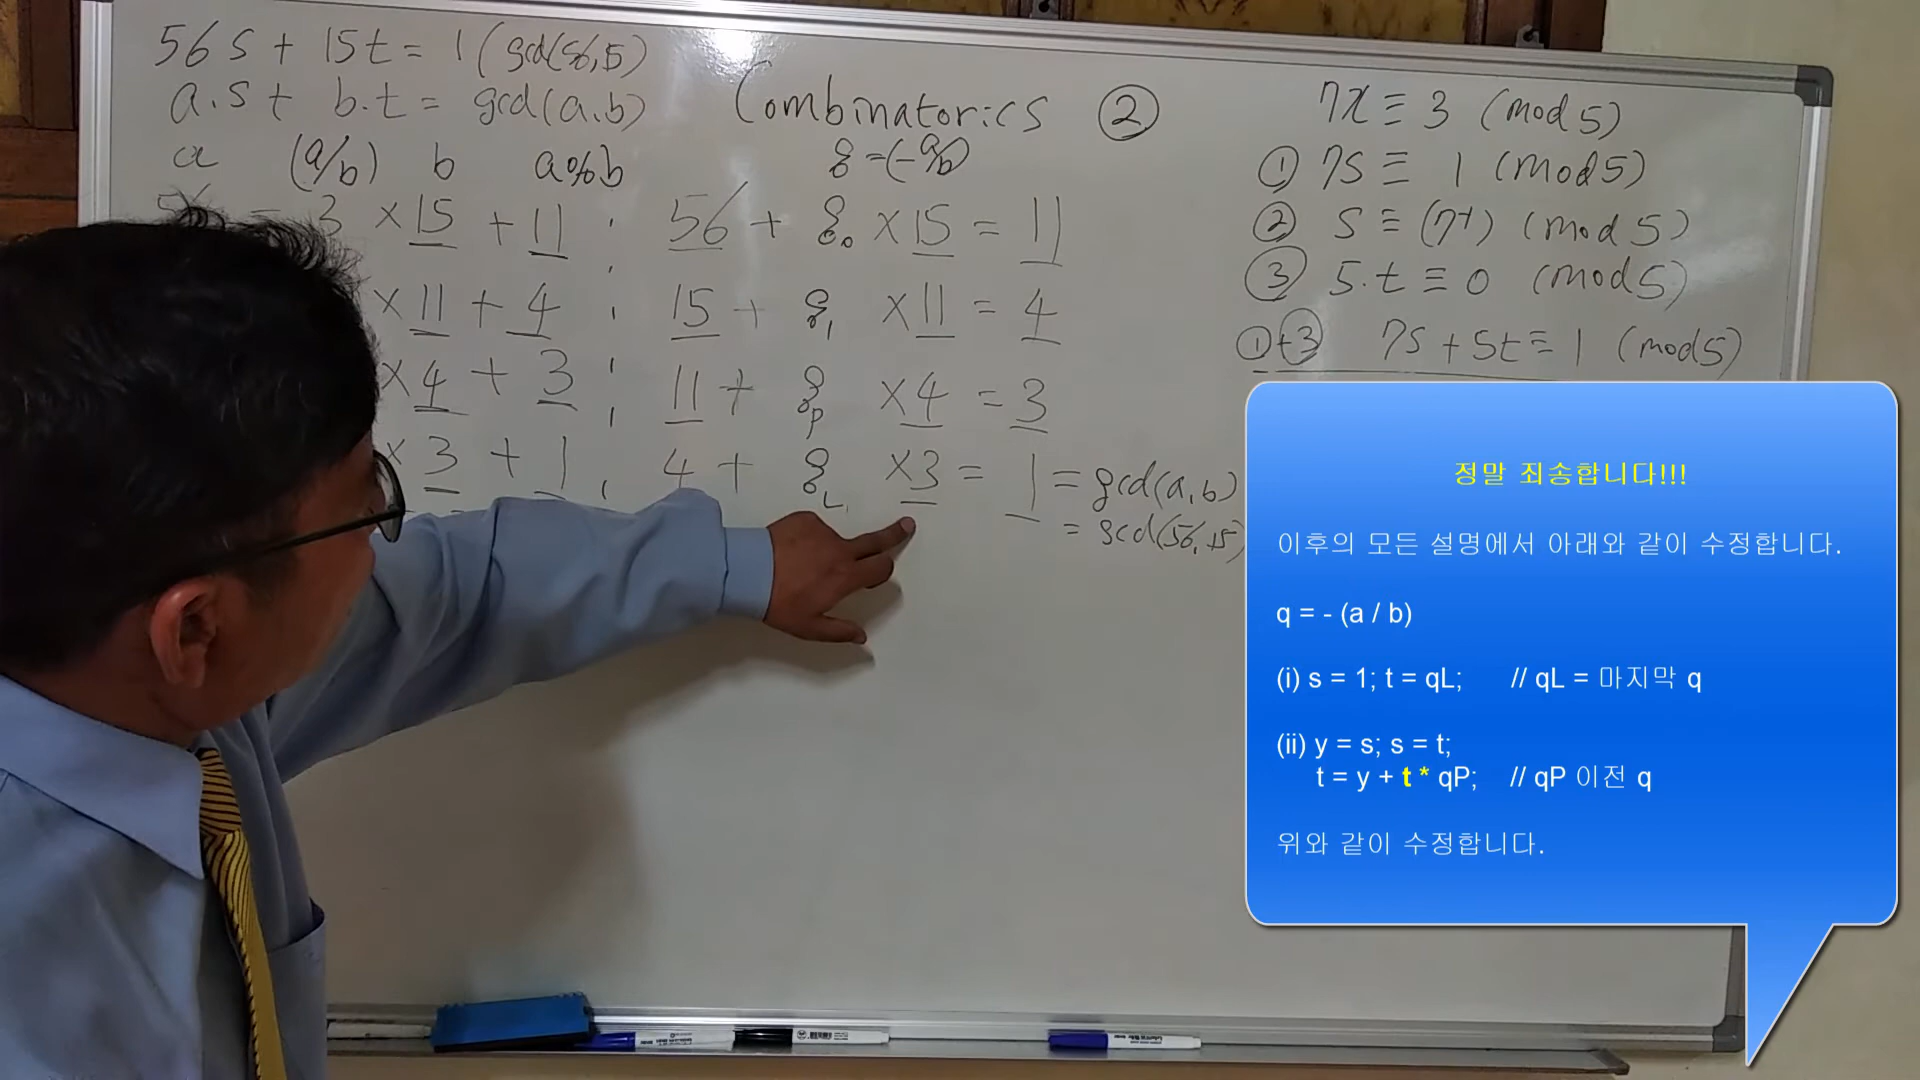 56 s + 15t = 1 (gcd(56,15)
a.s + b.t = gcd(a.b)
Combinatorics ②
a (a/b) b a%b
q = (-a/b)
= 3 × 15 + 11 ; 56 + q₀ × 15 = 11
× 11 + 4 ; 15 + q₁ × 11 = 4
× 4 + 3 ; 11 + qp × 4 = 3
× 3 + 1 ; 4 + qL × 3 = 1 = gcd(a,b)
= gcd(56,15)
7x ≡ 3 (mod 5)
① 7s ≡ 1 (mod 5)
② s ≡ (7⁻¹) (mod 5)
③ 5.t ≡ 0 (mod 5)
①+③ 7s + 5t ≡ 1 (mod 5)
정말 죄송합니다!!!
이후의 모든 설명에서 아래와 같이 수정합니다.
q = - (a / b)
(i) s = 1; t = qL; // qL = 마지막 q
(ii) y = s; s = t;
t = y + t * qP; // qP 이전 q
위와 같이 수정합니다.